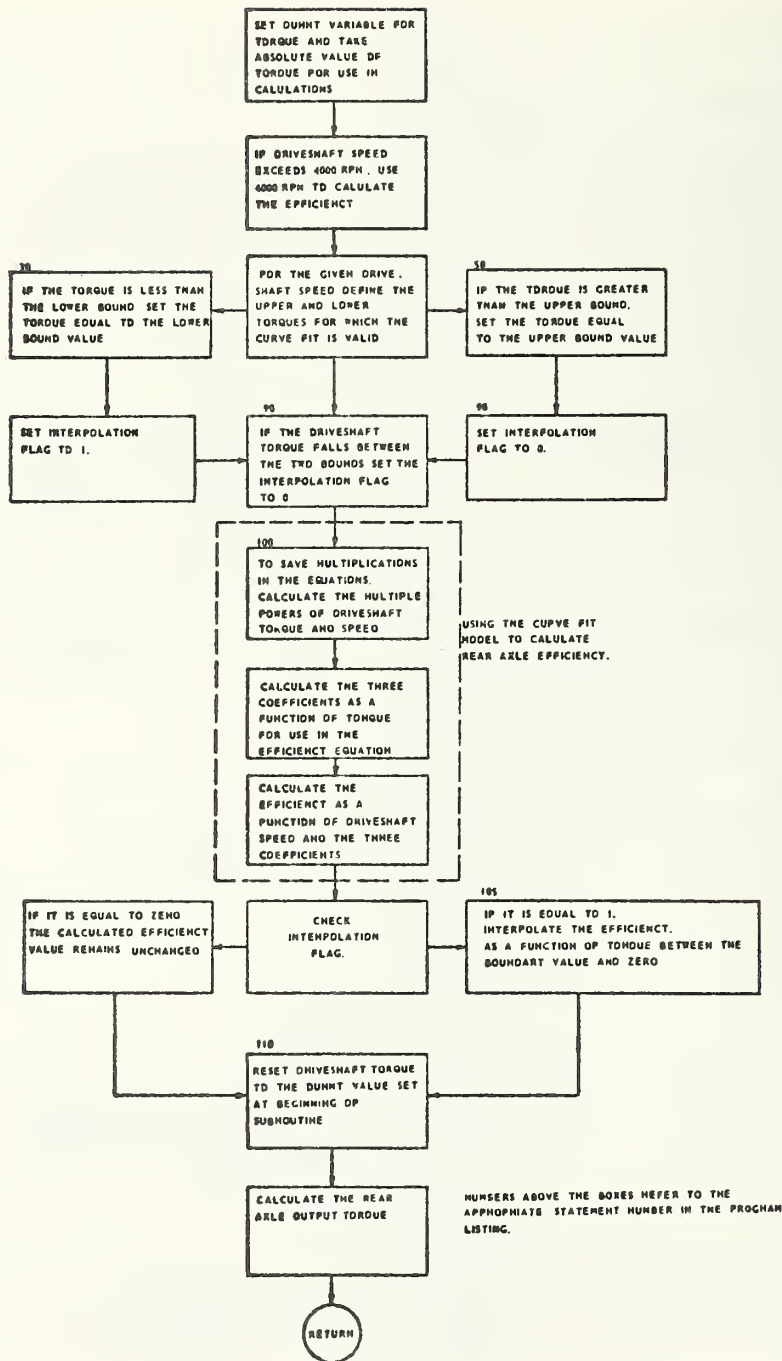 SET DUMMY VARIABLE FOR
TORQUE AND TAKE
ABSOLUTE VALUE OF
TORQUE FOR USE IN
CALULATIONS
IF DRIVESHAFT SPEED
EXCEEDS 4000 RPM, USE
4000 RPM TO CALULATE
THE EFFICIENCY
30
IF THE TORQUE IS LESS THAN
THE LOWER BOUND SET THE
TORQUE EQUAL TO THE LOWER
BOUND VALUE
FOR THE GIVEN DRIVE.
SHAFT SPEED DEFINE THE
UPPER AND LOWER
TORQUES FOR WHICH THE
CURVE FIT IS VALID
50
IF THE TORQUE IS GREATER
THAN THE UPPER BOUND,
SET THE TORQUE EQUAL
TO THE UPPER BOUND VALUE
SET INTERPOLATION
FLAG TO 1.
90
IF THE DRIVESHAFT
TORQUE FALLS BETWEEN
THE TWO BOUNDS SET THE
INTERPOLATION FLAG
TO 0
90
SET INTERPOLATION
FLAG TO 0.
100
TO SAVE MULTIPLICATIONS
IN THE EQUATIONS.
CALCULATE THE MULTIPLE
POWERS OF DRIVESHAFT
TORQUE AND SPEED
USING THE CURVE FIT
MODEL TO CALULATE
REAR AXLE EFFICIENCY.
CALCULATE THE THREE
COEFFICIENTS AS A
FUNCTION OF TORQUE
FOR USE IN THE
EFFICIENCY EQUATION
CALCULATE THE
EFFICIENCY AS A
FUNCTION OF DRIVESHAFT
SPEED AND THE THREE
COEFFICIENTS
IF IT IS EQUAL TO ZERO
THE CALCULATED EFFICIENCY
VALUE REMAINS UNCHANGED
CHECK
INTERPOLATION
FLAG.
105
IF IT IS EQUAL TO 1,
INTERPOLATE THE EFFICIENCY.
AS A FUNCTION OF TORQUE BETWEEN THE
BOUNDARY VALUE AND ZERO
110
RESET DRIVESHAFT TORQUE
TO THE DUMMY VALUE SET
AT BEGINNING OF
SUBROUTINE
CALCULATE THE REAR
AXLE OUTPUT TORQUE
NUMBERS ABOVE THE BOXES REFER TO THE
APPROPIATE STATEMENT NUMBER IN THE PROGRAM
LISTING.
RETURN